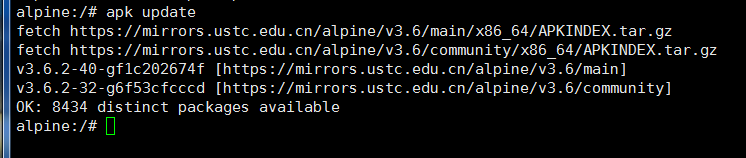 alpine:/# apk update
fetch https://mirrors.ustc.edu.cn/alpine/v3.6/main/x86_64/APKINDEX.tar.gz
fetch https://mirrors.ustc.edu.cn/alpine/v3.6/community/x86_64/APKINDEX.tar.gz
v3.6.2-40-gf1c202674f [https://mirrors.ustc.edu.cn/alpine/v3.6/main]
v3.6.2-32-g6f53cfcccd [https://mirrors.ustc.edu.cn/alpine/v3.6/community]
OK: 8434 distinct packages available
alpine:/#